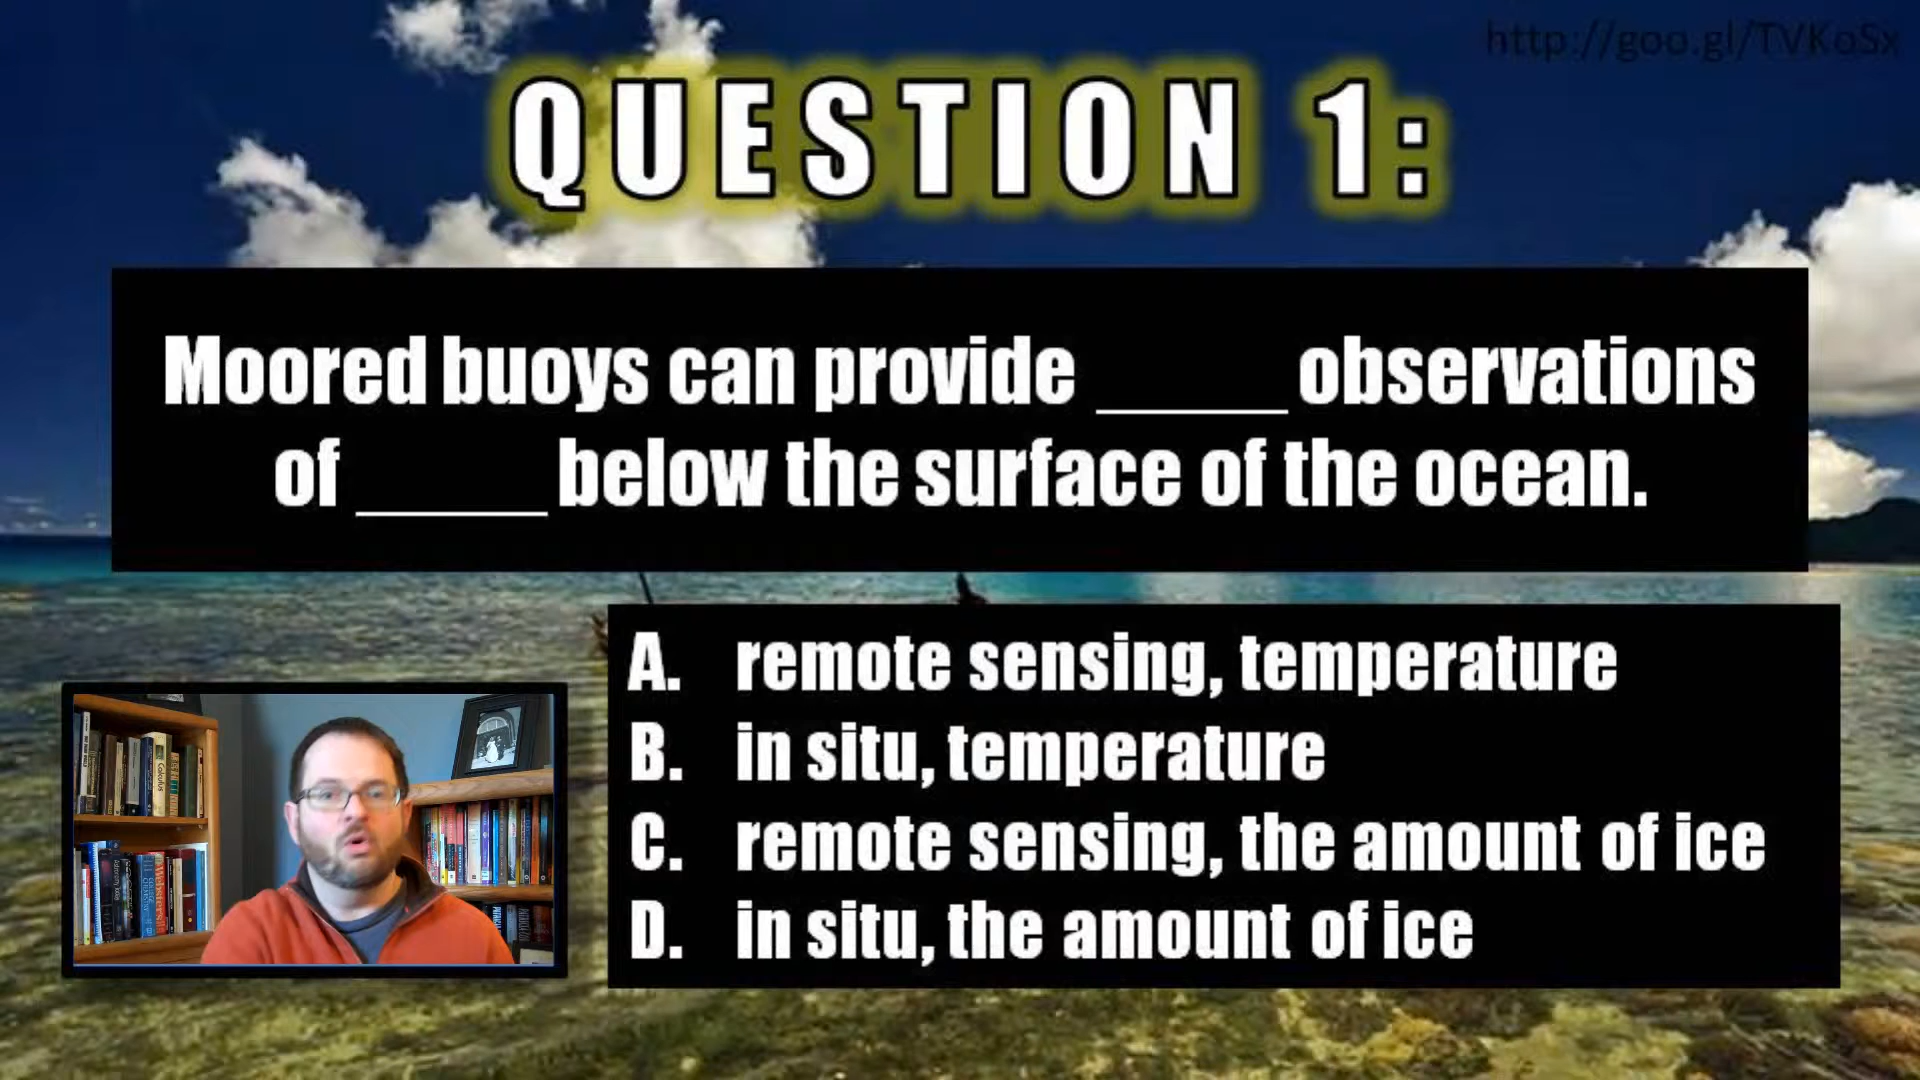 http://goo.gl/TVKoSx
QUESTION 1:
Moored buoys can provide _____ observations
of _____ below the surface of the ocean.
A. remote sensing, temperature
B. in situ, temperature
C. remote sensing, the amount of ice
D. in situ, the amount of ice
Calculus